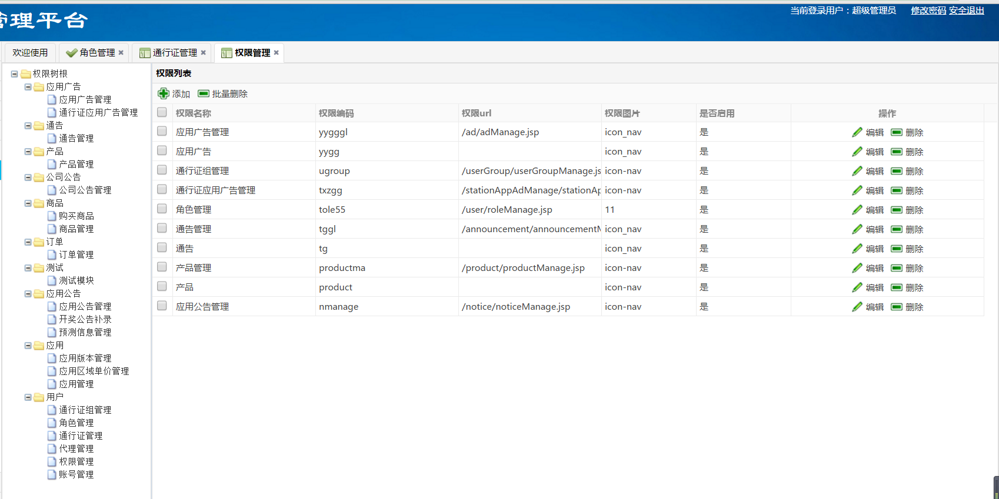 管理平台
当前登录用户：超级管理员 修改密码 安全退出
欢迎使用 角色管理 通行证管理 权限管理
权限树根
应用广告
应用广告管理
通行证应用广告管理
通告
通告管理
产品
产品管理
公司公告
公司公告管理
商品
购买商品
商品管理
订单
订单管理
测试
测试模块
应用公告
应用公告管理
开奖公告补录
预测信息管理
应用
应用版本管理
应用区域单价管理
应用管理
用户
通行证组管理
角色管理
通行证管理
代理管理
权限管理
账号管理
权限列表
添加 批量删除
权限名称 权限编码 权限url 权限图片 是否启用 操作
应用广告管理 yygggl /ad/adManage.jsp icon_nav 是 编辑 删除
应用广告 yygg icon_nav 是 编辑 删除
通行证组管理 ugroup /userGroup/userGroupManage.js icon-nav 是 编辑 删除
通行证应用广告管理 txzgg /stationAppAdManage/stationAp icon-nav 是 编辑 删除
角色管理 tole55 /user/roleManage.jsp 11 是 编辑 删除
通告管理 tggl /announcement/announcementM icon_nav 是 编辑 删除
通告 tg icon_nav 是 编辑 删除
产品管理 productma /product/productManage.jsp icon-nav 是 编辑 删除
产品 product icon-nav 是 编辑 删除
应用公告管理 nmanage /notice/noticeManage.jsp icon-nav 是 编辑 删除